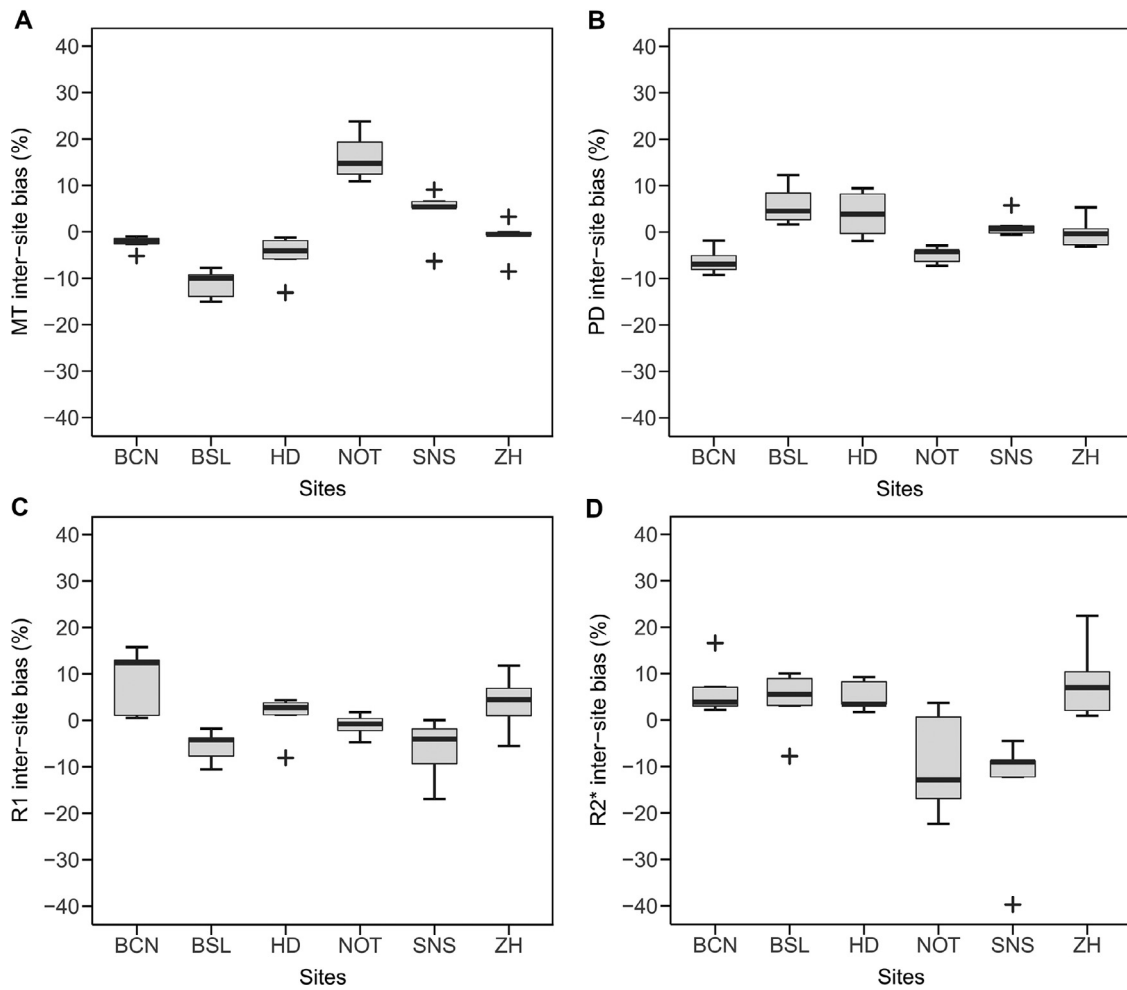 A
MT inter-site bias (%)
40
30
20
10
0
−10
−20
−30
−40
BCN BSL HD NOT SNS ZH
Sites
B
PD inter-site bias (%)
40
30
20
10
0
−10
−20
−30
−40
BCN BSL HD NOT SNS ZH
Sites
C
R1 inter-site bias (%)
40
30
20
10
0
−10
−20
−30
−40
BCN BSL HD NOT SNS ZH
Sites
D
R2* inter-site bias (%)
40
30
20
10
0
−10
−20
−30
−40
BCN BSL HD NOT SNS ZH
Sites